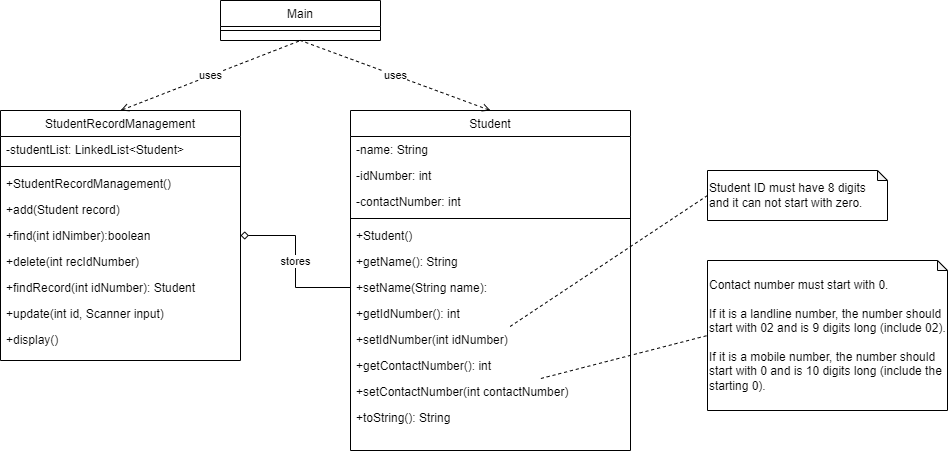 Main
uses
uses
StudentRecordManagement
-studentList: LinkedList<Student>
+StudentRecordManagement()
+add(Student record)
+find(int idNimber):boolean
+delete(int recIdNumber)
+findRecord(int idNumber): Student
+update(int id, Scanner input)
+display()
stores
Student
-name: String
-idNumber: int
-contactNumber: int
+Student()
+getName(): String
+setName(String name):
+getIdNumber(): int
+setIdNumber(int idNumber)
+getContactNumber(): int
+setContactNumber(int contactNumber)
+toString(): String
Student ID must have 8 digits
and it can not start with zero.
Contact number must start with 0.
If it is a landline number, the number should
start with 02 and is 9 digits long (include 02).
If it is a mobile number, the number should
start with 0 and is 10 digits long (include the
starting 0).